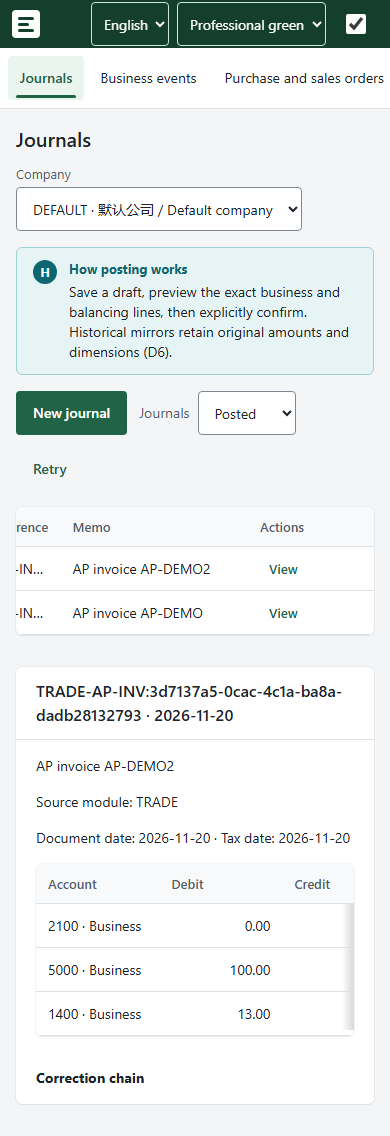 English Professional green
Journals Business events Purchase and sales orders
Journals
Company
DEFAULT · 默认公司 / Default company
H How posting works
Save a draft, preview the exact business and
balancing lines, then explicitly confirm.
Historical mirrors retain original amounts and
dimensions (D6).
New journal Journals Posted
Retry
rence Memo Actions
-IN... AP invoice AP-DEMO2 View
-IN... AP invoice AP-DEMO View
TRADE-AP-INV:3d7137a5-0cac-4c1a-ba8a-
dadb28132793 · 2026-11-20
AP invoice AP-DEMO2
Source module: TRADE
Document date: 2026-11-20 · Tax date: 2026-11-20
Account Debit Credit
2100 · Business 0.00
5000 · Business 100.00
1400 · Business 13.00
Correction chain